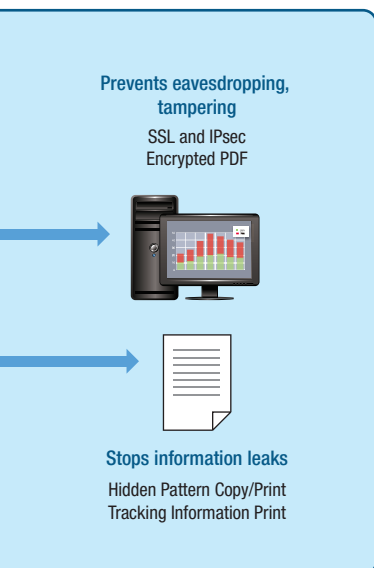 Prevents eavesdropping,
tampering
SSL and IPsec
Encrypted PDF
Stops information leaks
Hidden Pattern Copy/Print
Tracking Information Print